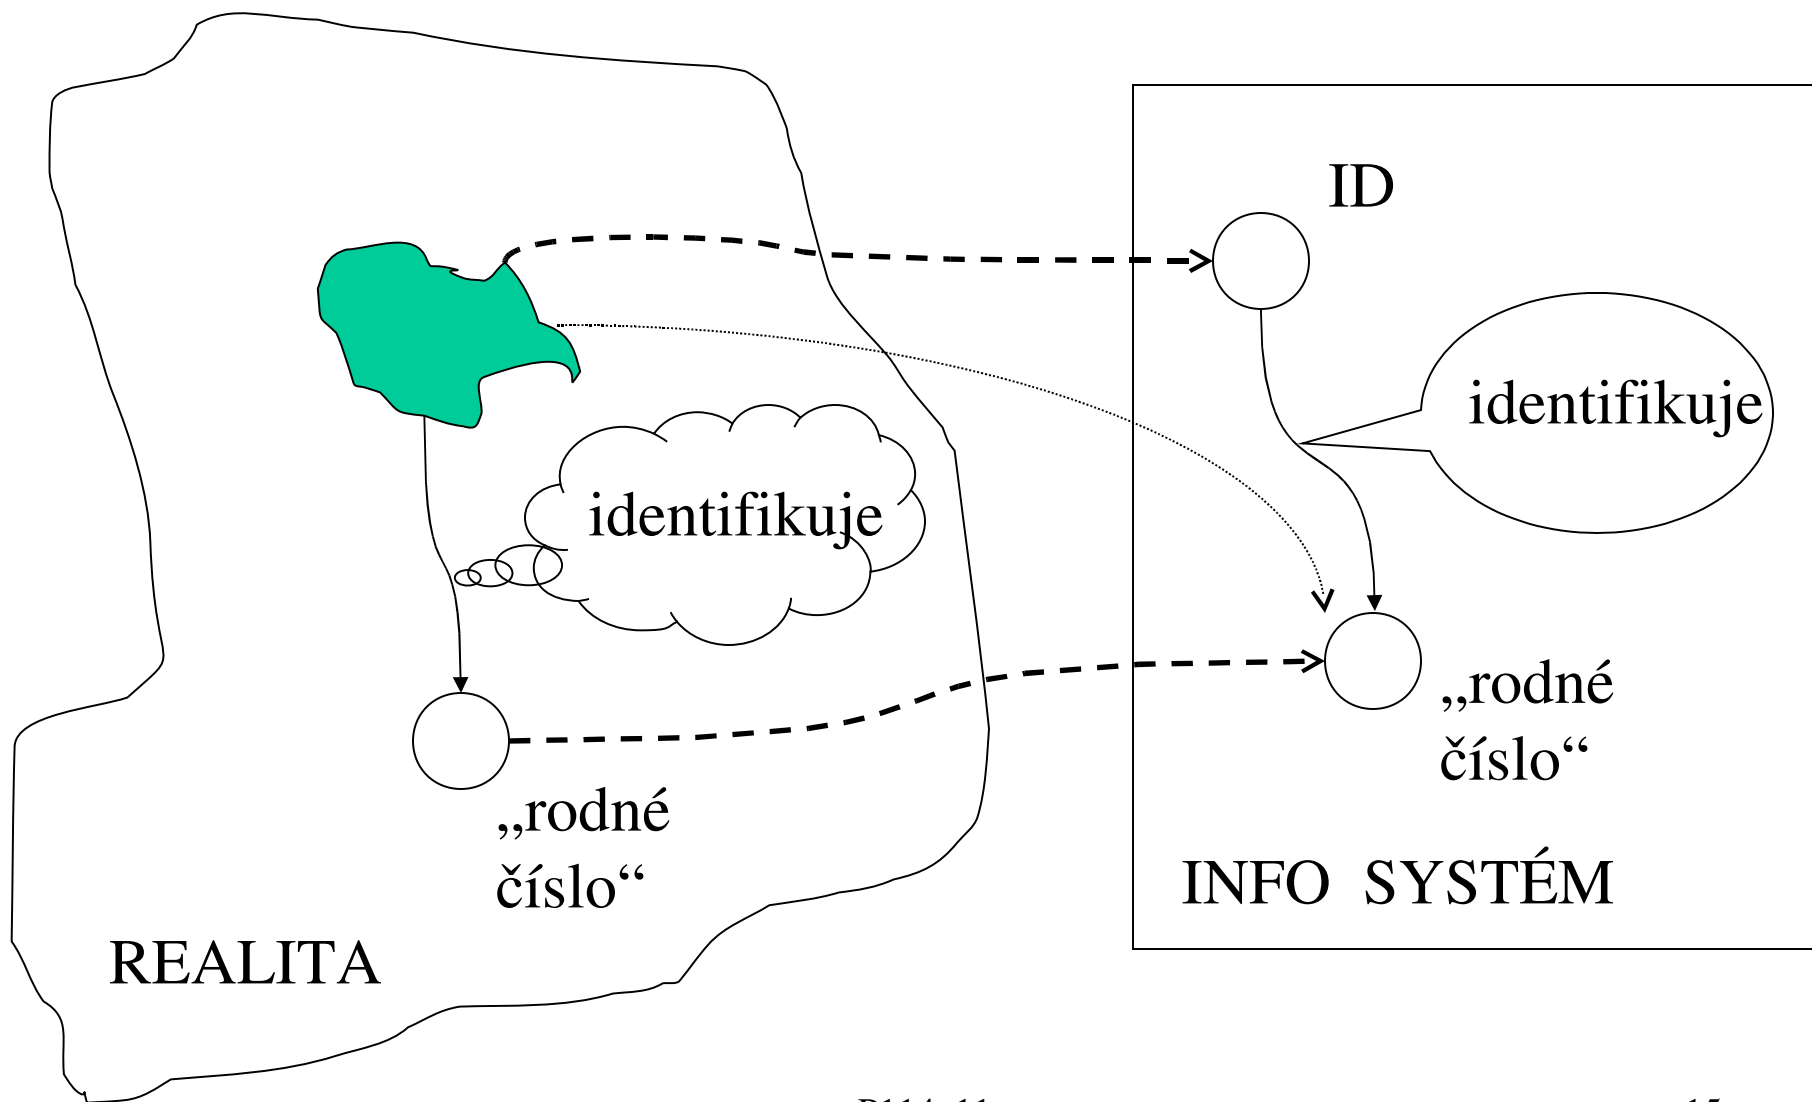 ID
identifikuje
identifikuje
„rodné
číslo“
„rodné
číslo“
INFO SYSTÉM
REALITA